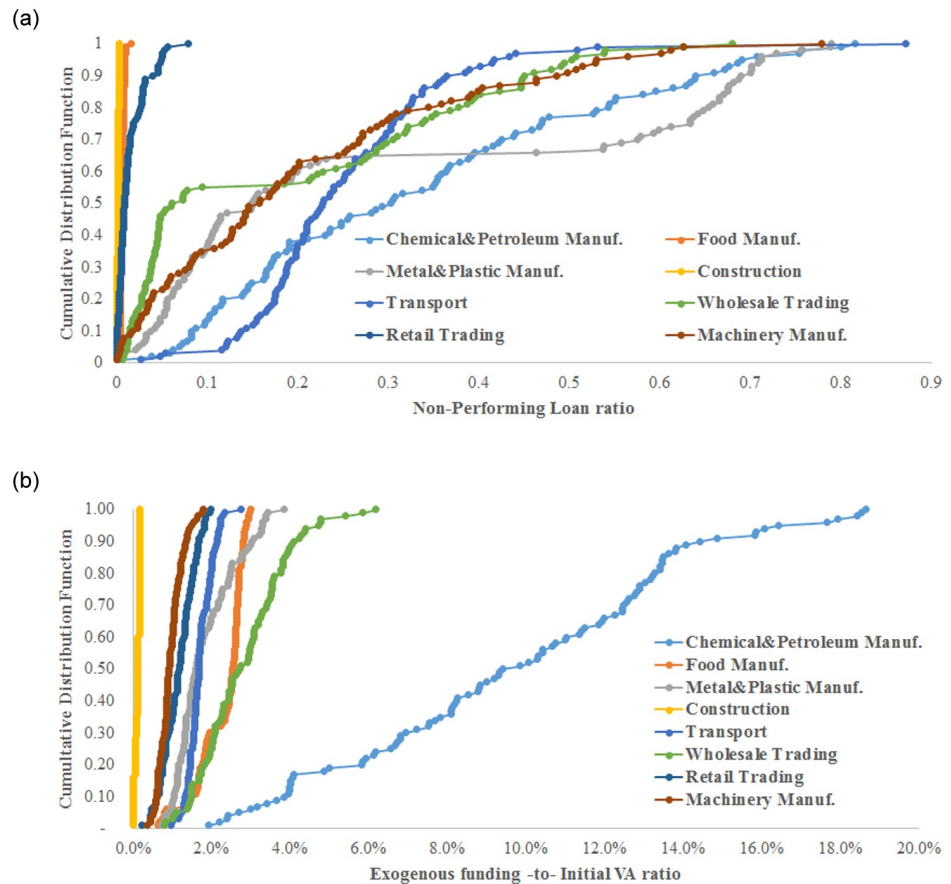 (a)
Cumulative Distribution Function
1
0.9
0.8
0.7
0.6
0.5
0.4
0.3
0.2
0.1
0
Chemical&Petroleum Manuf.
Food Manuf.
Metal&Plastic Manuf.
Construction
Transport
Wholesale Trading
Retail Trading
Machinery Manuf.
0 0.1 0.2 0.3 0.4 0.5 0.6 0.7 0.8 0.9
Non-Performing Loan ratio
(b)
Cumultative Distribution Function
1.00
0.90
0.80
0.70
0.60
0.50
0.40
0.30
0.20
0.10
-
Chemical&Petroleum Manuf.
Food Manuf.
Metal&Plastic Manuf.
Construction
Transport
Wholesale Trading
Retail Trading
Machinery Manuf.
0.0% 2.0% 4.0% 6.0% 8.0% 10.0% 12.0% 14.0% 16.0% 18.0% 20.0%
Exogenous funding -to- Initial VA ratio